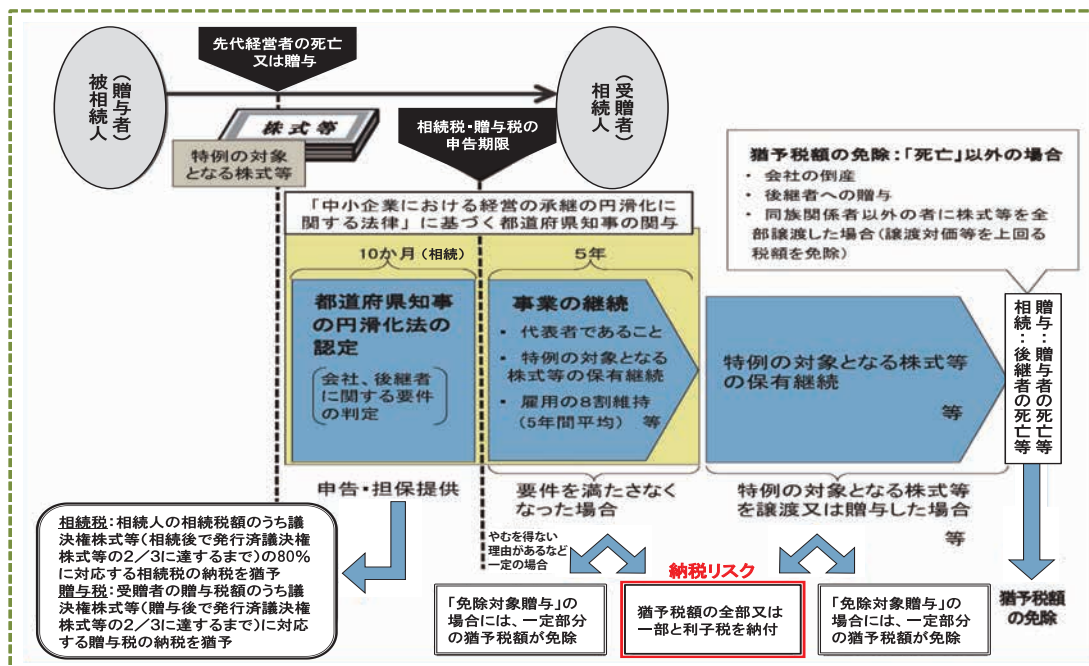 先代経営者の死亡
又は贈与
（贈与者）
被相続人
（受贈者）
相続人
株式等
特例の対象
となる株式等
相続税・贈与税の
申告期限
猶予税額の免除：「死亡」以外の場合
・ 会社の倒産
・ 後継者への贈与
・ 同族関係者以外の者に株式等を全
部譲渡した場合（譲渡対価等を上回る
税額を免除）
「中小企業における経営の承継の円滑化に
関する法律」に基づく都道府県知事の関与
10か月（相続）
5年
都道府県知事
の円滑化法の
認定
会社、後継者
に関する要件
の判定
事業の継続
・ 代表者であること
・ 特例の対象となる
株式等の保有継続
・ 雇用の8割維持
（5年間平均） 等
特例の対象となる株式等
の保有継続
等
贈与：贈与者の死亡等
相続：後継者の死亡等
申告・担保提供
要件を満たさなく
なった場合
特例の対象となる株式等
を譲渡又は贈与した場合
等
相続税：相続人の相続税額のうち議
決権株式等（相続後で発行済議決権
株式等の2／3に達するまで）の80%
に対応する相続税の納税を猶予
贈与税：受贈者の贈与税額のうち議
決権株式等（贈与後で発行済議決権
株式等の2／3に達するまで）に対応
する贈与税の納税を猶予
やむを得ない
理由があるなど
一定の場合
納税リスク
「免除対象贈与」の
場合には、一定部分
の猶予税額が免除
猶予税額の全部又は
一部と利子税を納付
「免除対象贈与」の
場合には、一定部分
の猶予税額が免除
猶予税額
の免除